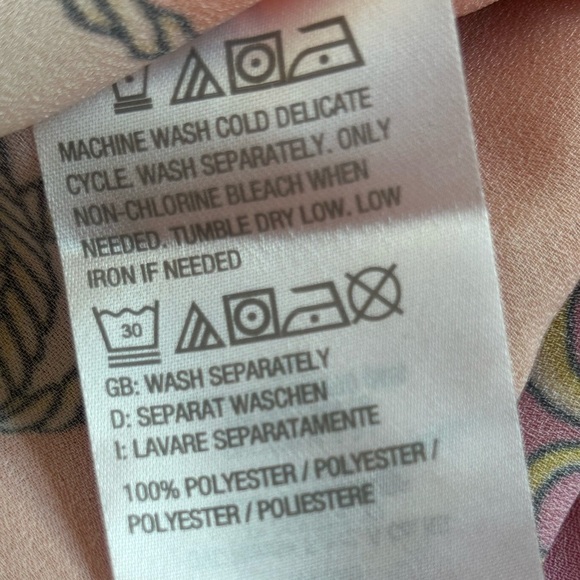 MACHINE WASH COLD DELICATE
CYCLE. WASH SEPARATELY. ONLY
NON-CHLORINE BLEACH WHEN
NEEDED. TUMBLE DRY LOW. LOW
IRON IF NEEDED
30
GB: WASH SEPARATELY
D: SEPARAT WASCHEN
I: LAVARE SEPARATAMENTE
100% POLYESTER / POLYESTER /
POLYESTER / POLIESTERE